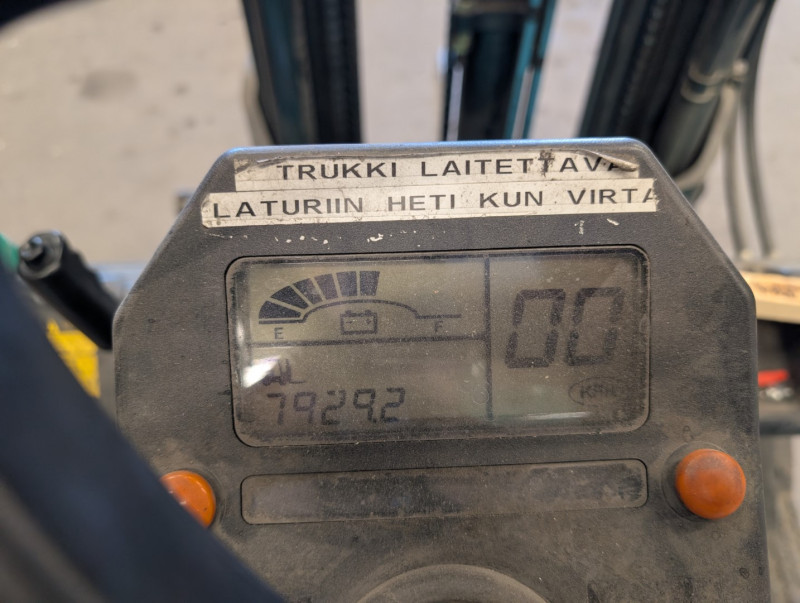 TRUKKI LAITETTAVA
LATURIIN HETI KUN VIRTA
E F
00
7929.2